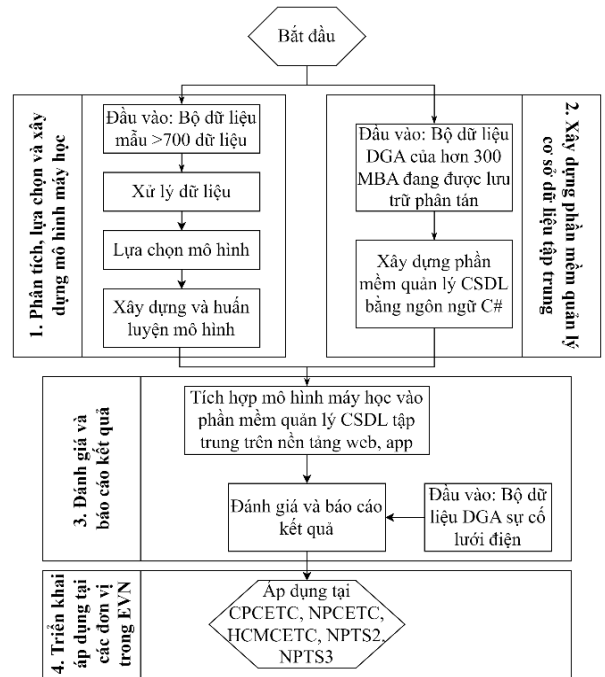 Bắt đầu
1. Phân tích, lựa chọn và xây
dựng mô hình máy học
Đầu vào: Bộ dữ liệu
mẫu >700 dữ liệu
Xử lý dữ liệu
Lựa chọn mô hình
Xây dựng và huấn
luyện mô hình
2. Xây dựng phần mềm quản lý
cơ sở dữ liệu tập trung
Đầu vào: Bộ dữ liệu
DGA của hơn 300
MBA đang được lưu
trữ phân tán
Xây dựng phần
mềm quản lý CSDL
bằng ngôn ngữ C#
3. Đánh giá và
báo cáo kết quả
Tích hợp mô hình máy học vào
phần mềm quản lý CSDL tập
trung trên nền tảng web, app
Đánh giá và báo cáo
kết quả
Đầu vào: Bộ dữ
liệu DGA sự cố
lưới điện
4. Triển khai
áp dụng tại
các đơn vị
trong EVN
Áp dụng tại
CPCETC, NPCETC,
HCMCETC, NPTS2,
NPTS3